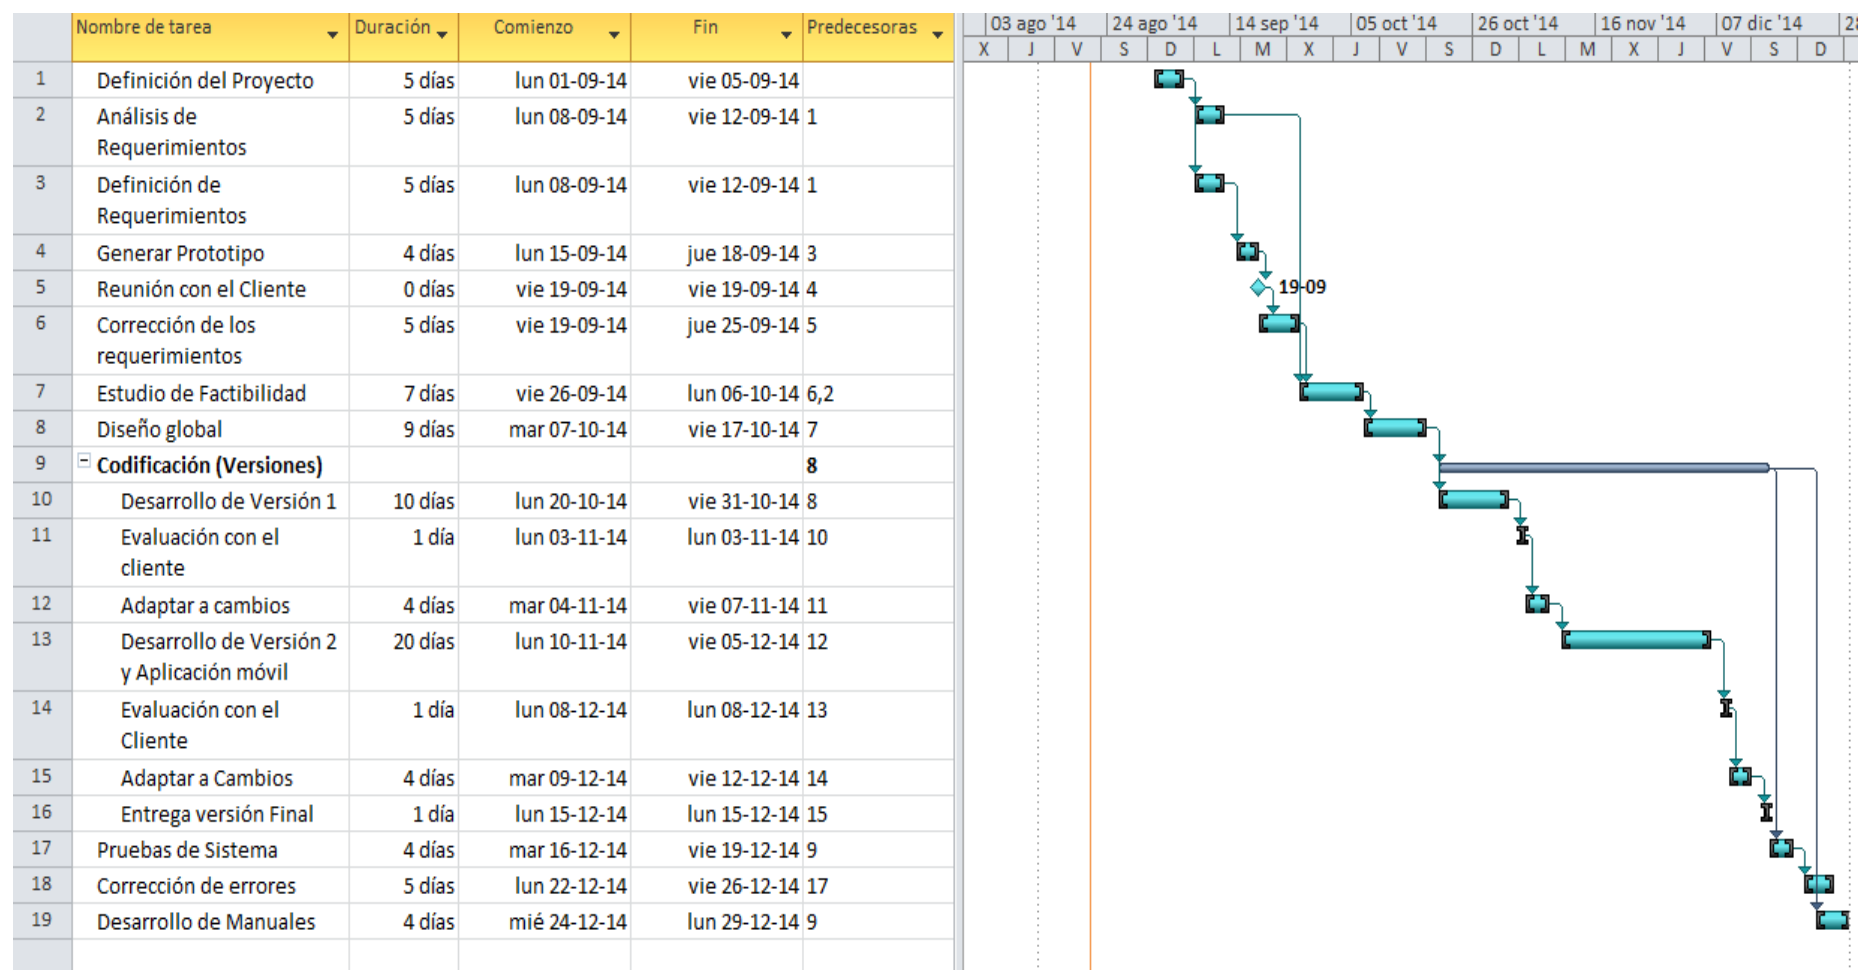 Nombre de tarea Duración Comienzo Fin Predecesoras
03 ago '14 24 ago '14 14 sep '14 05 oct '14 26 oct '14 16 nov '14 07 dic '14 28
X J V S D L M X J V S D L M X J V S D
1 Definición del Proyecto 5 días lun 01-09-14 vie 05-09-14
2 Análisis de 5 días lun 08-09-14 vie 12-09-14 1
Requerimientos
3 Definición de 5 días lun 08-09-14 vie 12-09-14 1
Requerimientos
4 Generar Prototipo 4 días lun 15-09-14 jue 18-09-14 3
5 Reunión con el Cliente 0 días vie 19-09-14 vie 19-09-14 4 19-09
6 Corrección de los 5 días vie 19-09-14 jue 25-09-14 5
requerimientos
7 Estudio de Factibilidad 7 días vie 26-09-14 lun 06-10-14 6,2
8 Diseño global 9 días mar 07-10-14 vie 17-10-14 7
9 Codificación (Versiones) 8
10 Desarrollo de Versión 1 10 días lun 20-10-14 vie 31-10-14 8
11 Evaluación con el 1 día lun 03-11-14 lun 03-11-14 10
cliente
12 Adaptar a cambios 4 días mar 04-11-14 vie 07-11-14 11
13 Desarrollo de Versión 2 20 días lun 10-11-14 vie 05-12-14 12
y Aplicación móvil
14 Evaluación con el 1 día lun 08-12-14 lun 08-12-14 13
Cliente
15 Adaptar a Cambios 4 días mar 09-12-14 vie 12-12-14 14
16 Entrega versión Final 1 día lun 15-12-14 lun 15-12-14 15
17 Pruebas de Sistema 4 días mar 16-12-14 vie 19-12-14 9
18 Corrección de errores 5 días lun 22-12-14 vie 26-12-14 17
19 Desarrollo de Manuales 4 días mié 24-12-14 lun 29-12-14 9